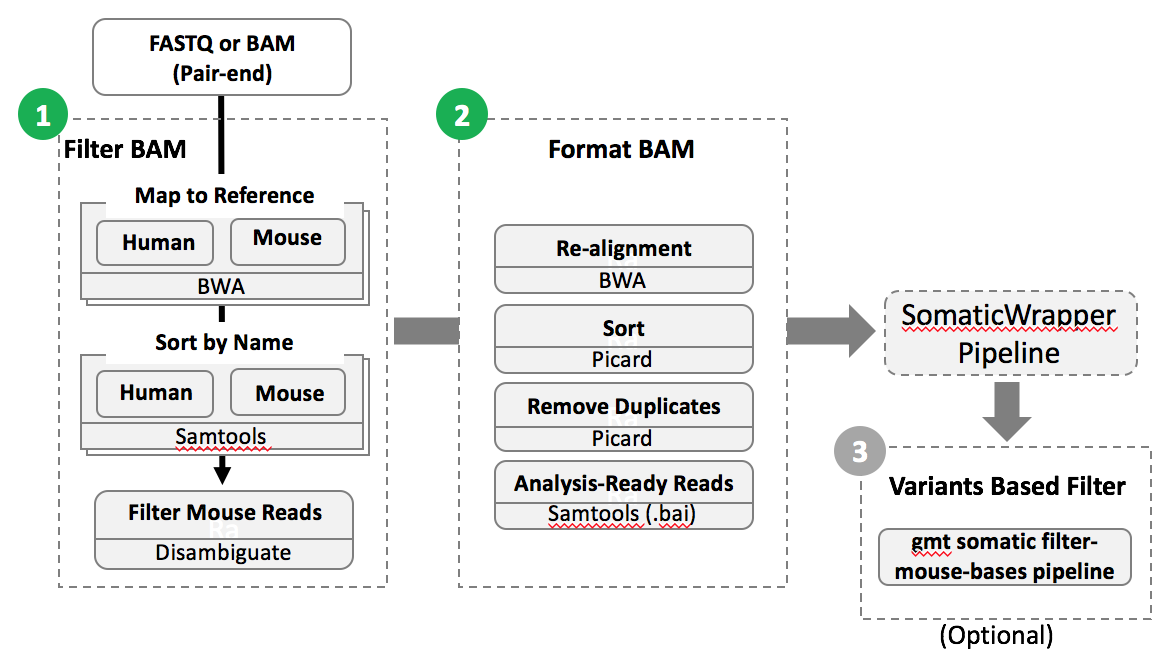 FASTQ or BAM
(Pair-end)
1
Filter BAM
Map to Reference
Human
Mouse
BWA
Sort by Name
Human
Mouse
Samtools
Filter Mouse Reads
Disambiguate
2
Format BAM
Re-alignment
BWA
Sort
Picard
Remove Duplicates
Picard
Analysis-Ready Reads
Samtools (.bai)
SomaticWrapper
Pipeline
3
Variants Based Filter
gmt somatic filter-
mouse-bases pipeline
(Optional)